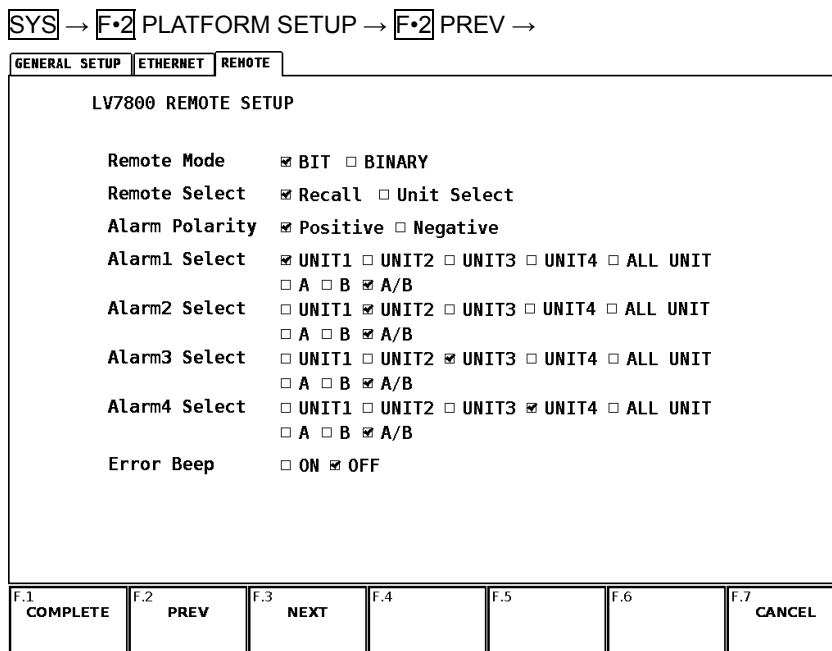 SYS → F•2 PLATFORM SETUP → F•2 PREV →
GENERAL SETUP ETHERNET REMOTE
LV7800 REMOTE SETUP
Remote Mode ☑ BIT □ BINARY
Remote Select ☑ Recall □ Unit Select
Alarm Polarity ☑ Positive □ Negative
Alarm1 Select ☑ UNIT1 □ UNIT2 □ UNIT3 □ UNIT4 □ ALL UNIT
□ A □ B ☑ A/B
Alarm2 Select □ UNIT1 ☑ UNIT2 □ UNIT3 □ UNIT4 □ ALL UNIT
□ A □ B ☑ A/B
Alarm3 Select □ UNIT1 □ UNIT2 ☑ UNIT3 □ UNIT4 □ ALL UNIT
□ A □ B ☑ A/B
Alarm4 Select □ UNIT1 □ UNIT2 □ UNIT3 ☑ UNIT4 □ ALL UNIT
□ A □ B ☑ A/B
Error Beep □ ON ☑ OFF
F.1 F.2 F.3 F.4 F.5 F.6 F.7
COMPLETE PREV NEXT CANCEL